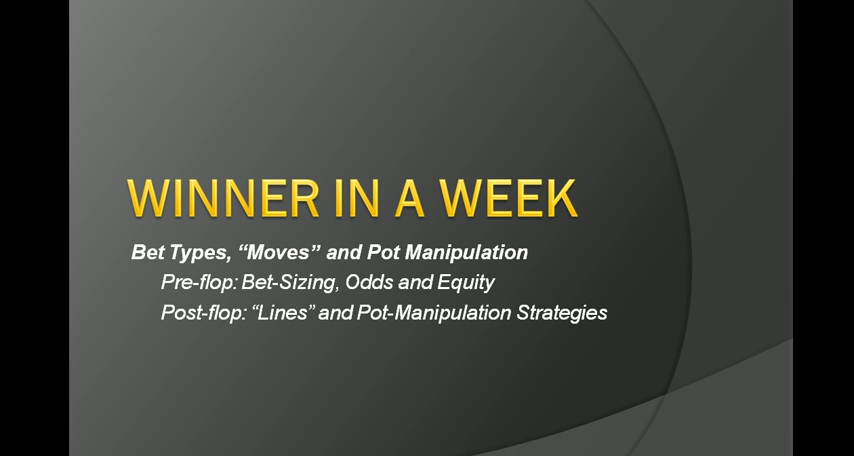 WINNER IN A WEEK
Bet Types, “Moves” and Pot Manipulation
Pre-flop: Bet-Sizing, Odds and Equity
Post-flop: “Lines” and Pot-Manipulation Strategies